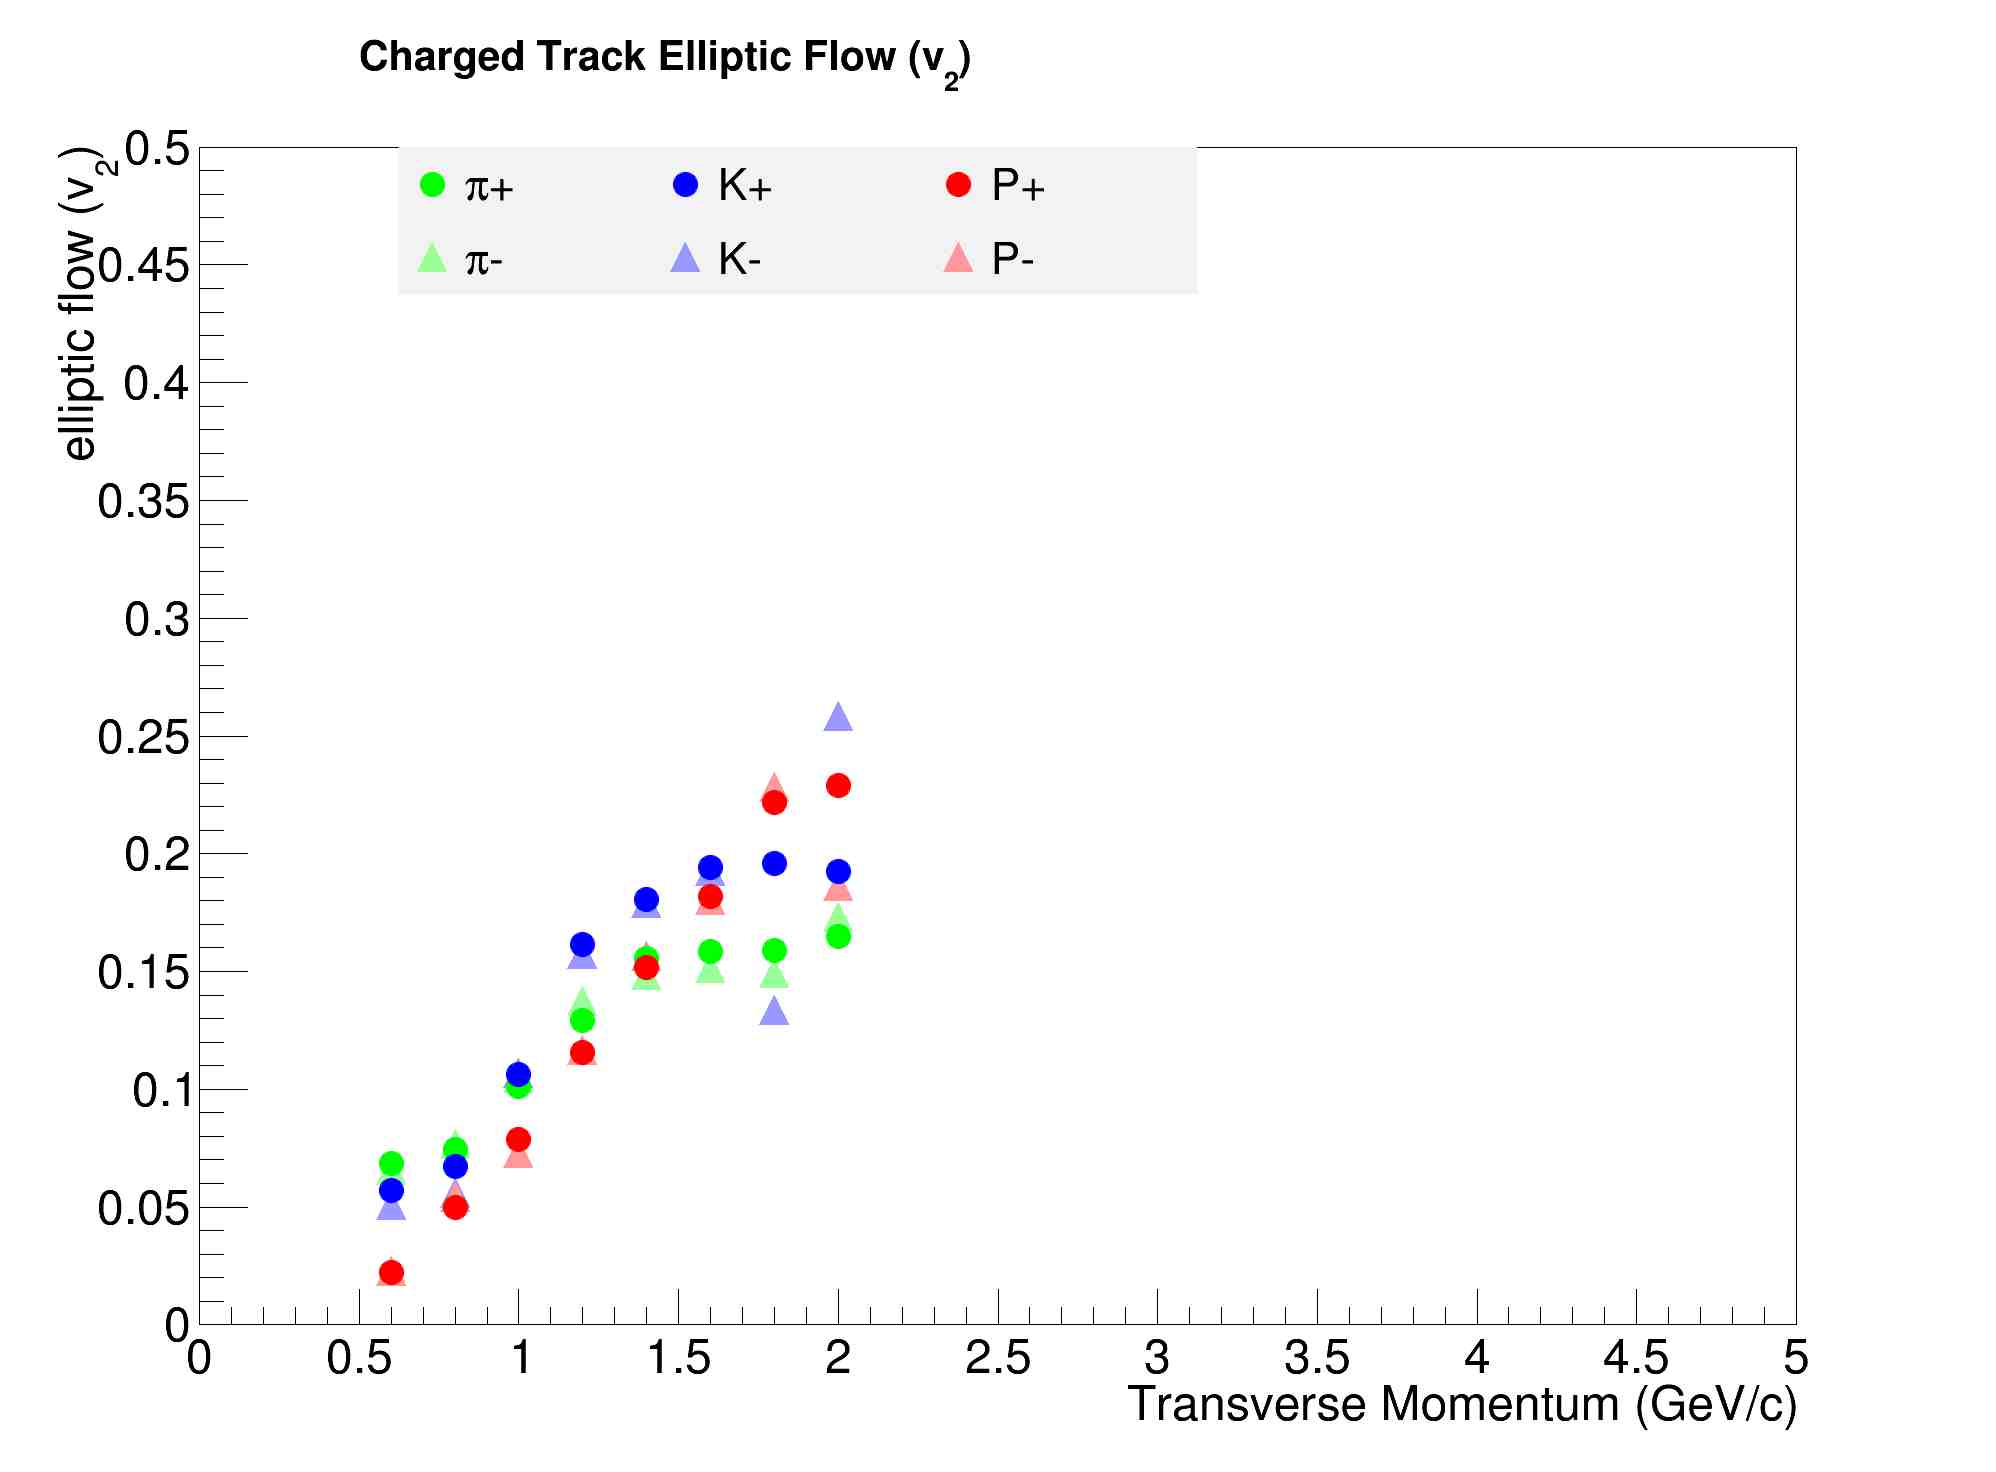 Charged Track Elliptic Flow (v₂)
elliptic flow (v₂)
π+ K+ P+
π- K- P-
0.5
0.45
0.4
0.35
0.3
0.25
0.2
0.15
0.1
0.05
0
0 0.5 1 1.5 2 2.5 3 3.5 4 4.5 5
Transverse Momentum (GeV/c)